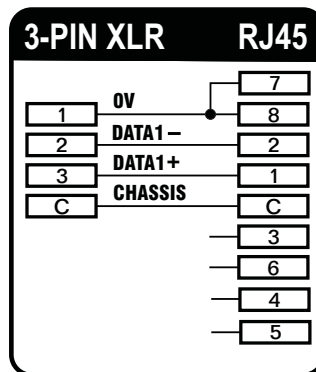 3-PIN XLR RJ45
7
1 0V 8
2 DATA1– 2
3 DATA1+ 1
C CHASSIS C
3
6
4
5